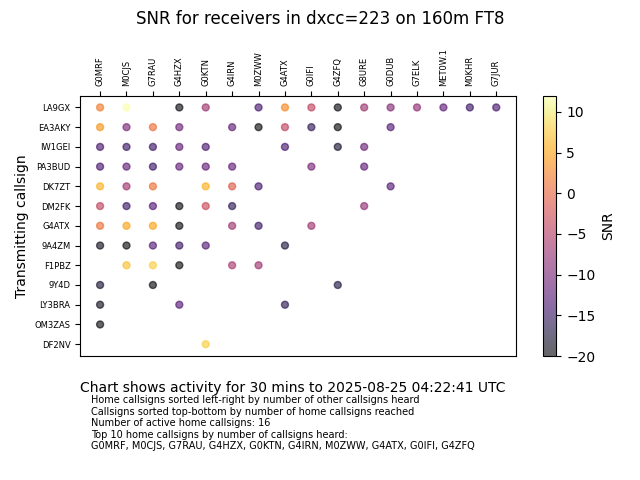 SNR for receivers in dxcc=223 on 160m FT8
G0MRF M0CJS G7RAU G4HZX G0KTN G4IRN M0ZWW G4ATX G0IFI G4ZFQ G8URE G0DUB G7ELK MET0W.1 M0KHR G7JUR
Transmitting callsign
LA9GX
EA3AKY
IW1GEI
PA3BUD
DK7ZT
DM2FK
G4ATX
9A4ZM
F1PBZ
9Y4D
LY3BRA
OM3ZAS
DF2NV
10
5
0
−5
−10
−15
−20
SNR
Chart shows activity for 30 mins to 2025-08-25 04:22:41 UTC
Home callsigns sorted left-right by number of other callsigns heard
Callsigns sorted top-bottom by number of home callsigns reached
Number of active home callsigns: 16
Top 10 home callsigns by number of callsigns heard:
G0MRF, M0CJS, G7RAU, G4HZX, G0KTN, G4IRN, M0ZWW, G4ATX, G0IFI, G4ZFQ